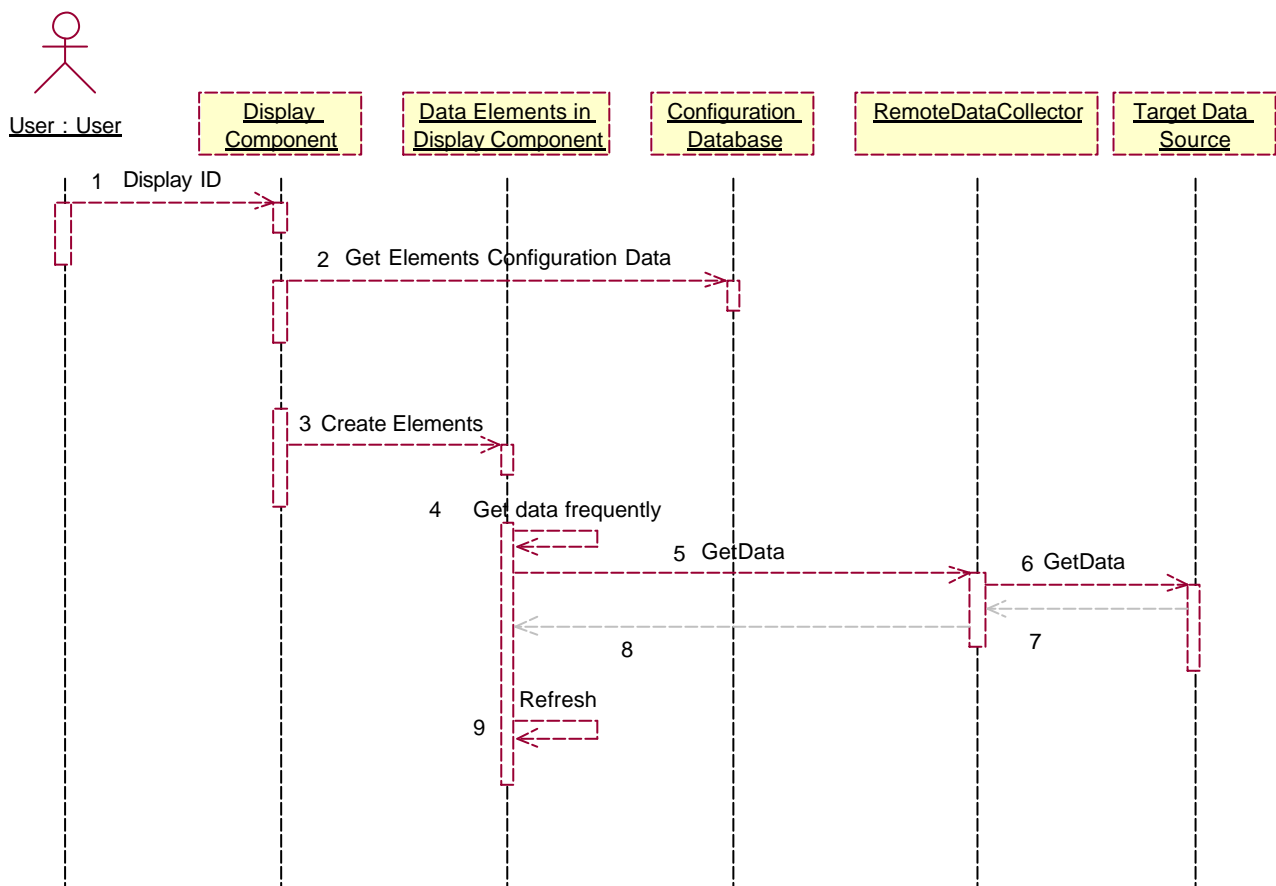 User : User
Display
Component
Data Elements in
Display Component
Configuration
Database
RemoteDataCollector
Target Data
Source
1 Display ID
2 Get Elements Configuration Data
3 Create Elements
4 Get data frequently
5 GetData
6 GetData
7
8
Refresh
9